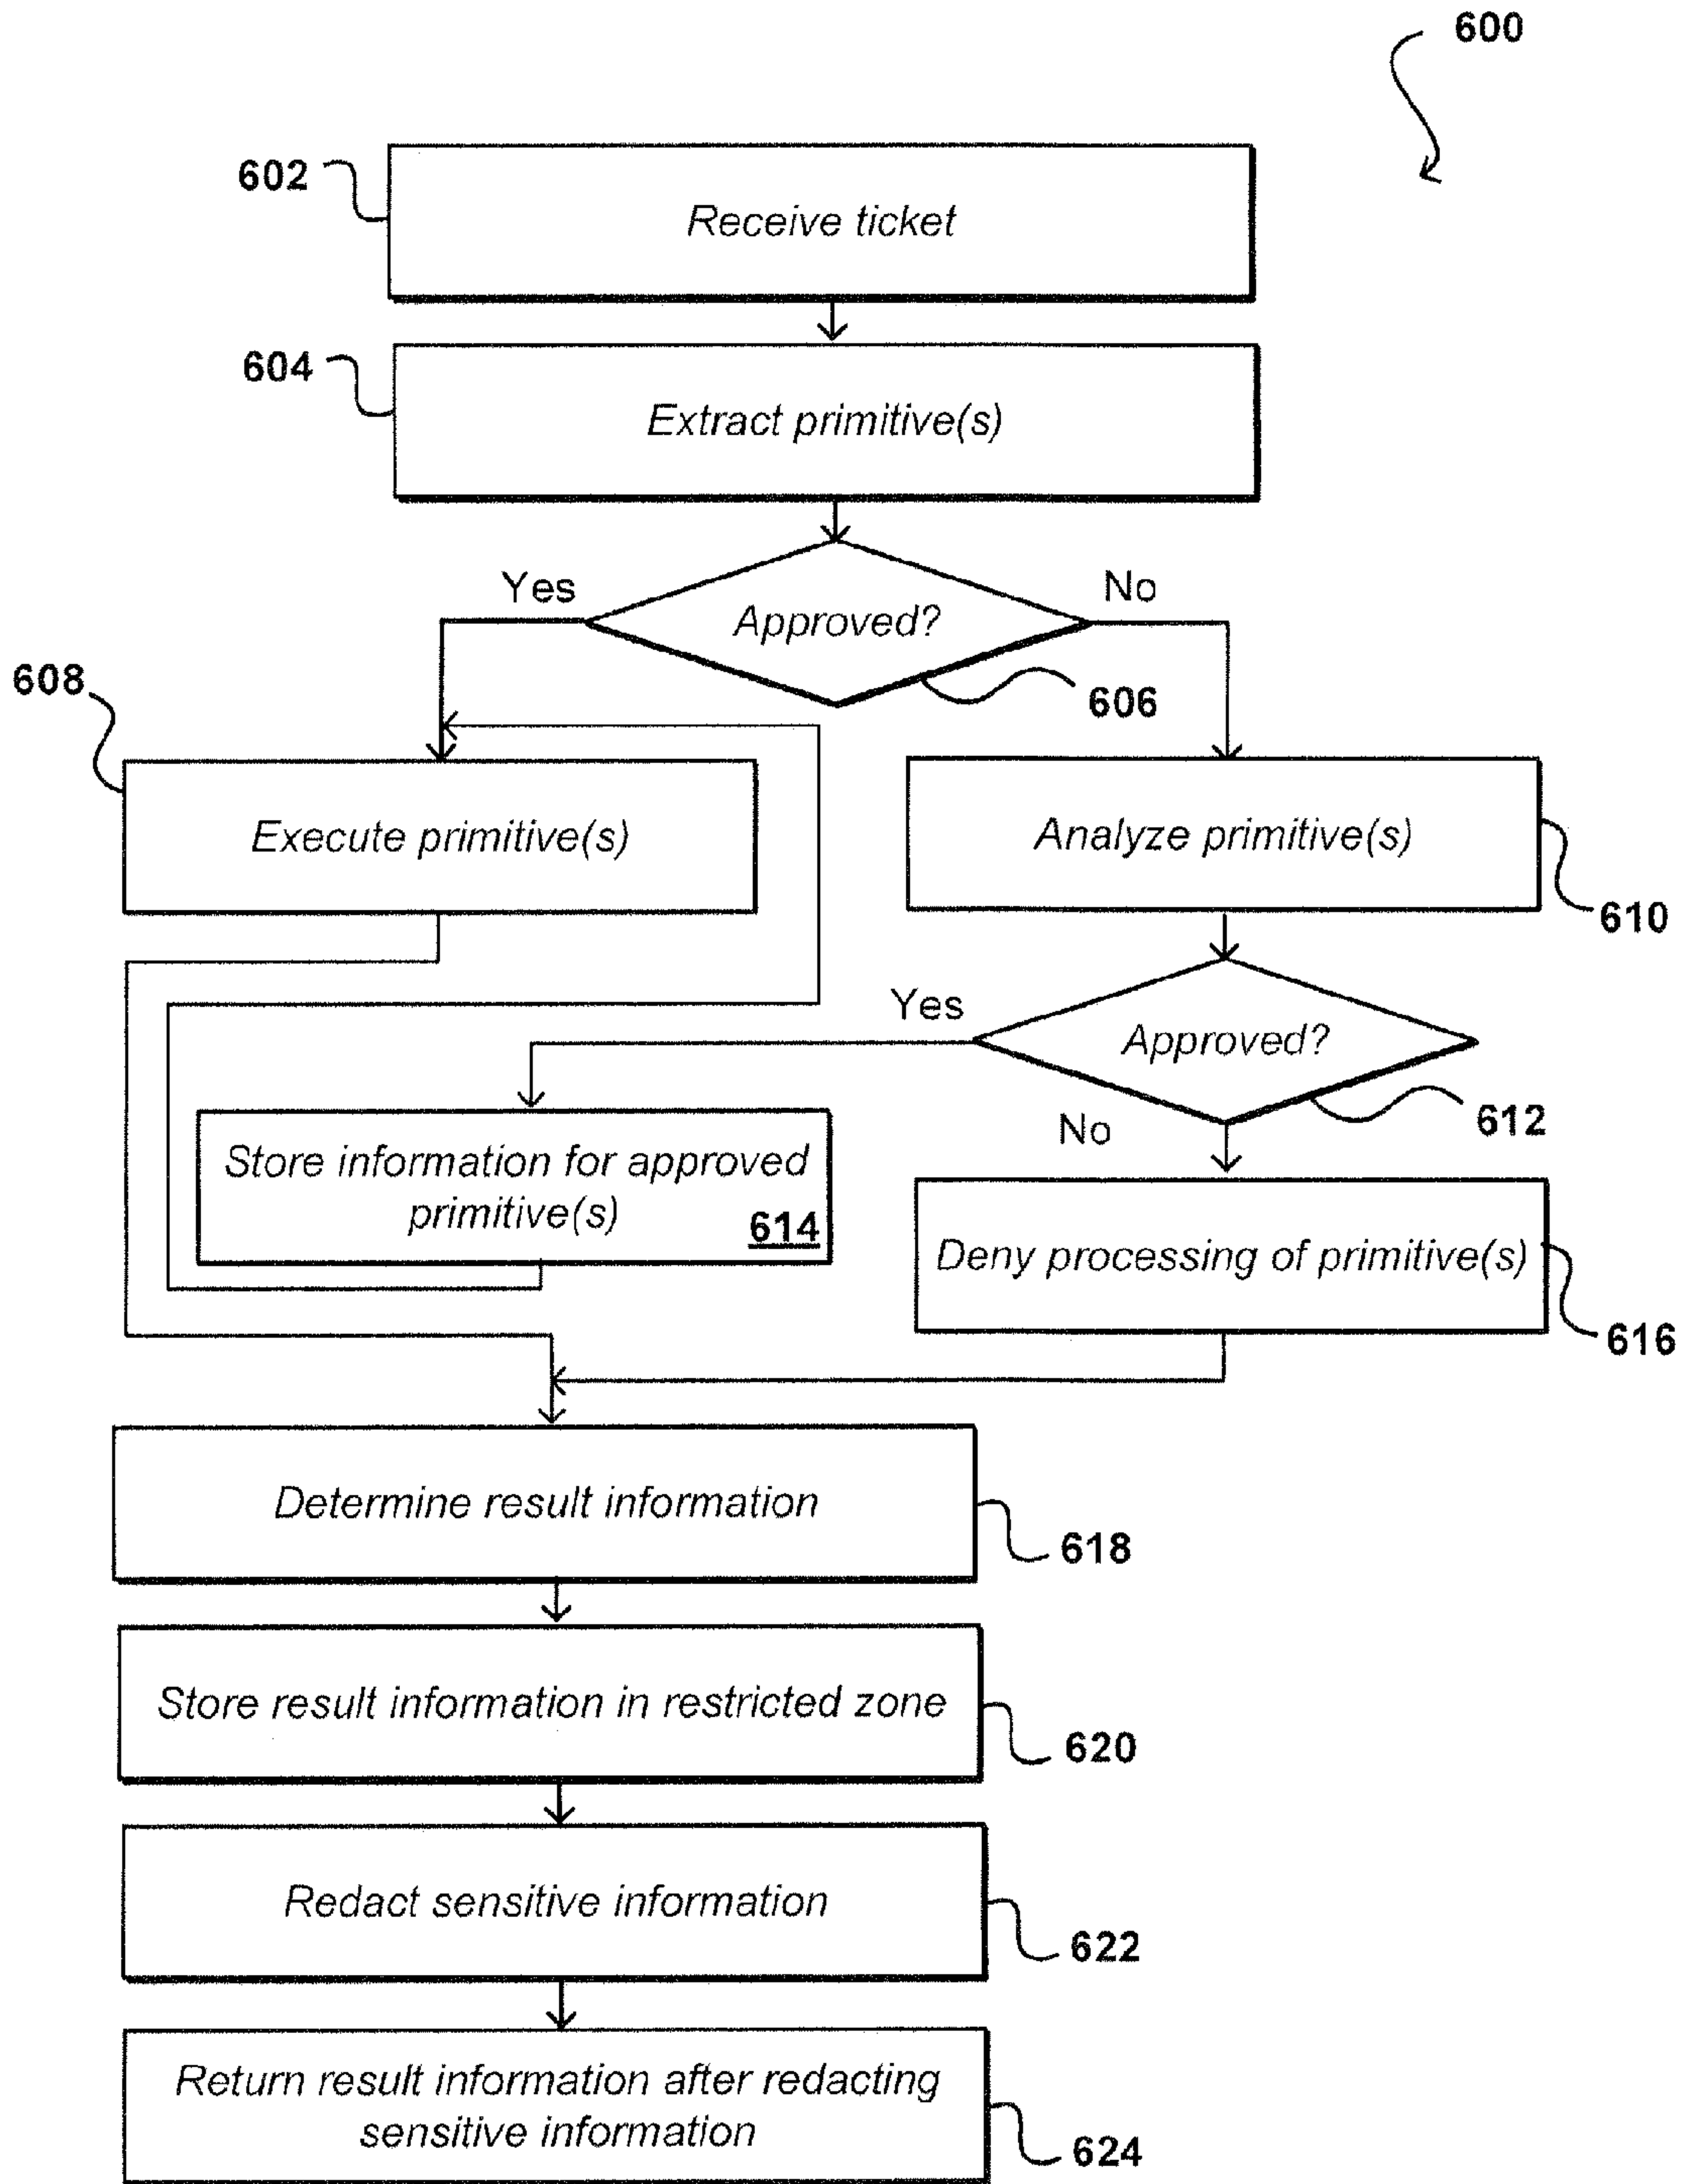 600
602
Receive ticket
604
Extract primitive(s)
Yes
No
Approved?
606
608
Execute primitive(s)
Analyze primitive(s)
610
Yes
Approved?
612
No
Store information for approved
primitive(s)
614
Deny processing of primitive(s)
616
Determine result information
618
Store result information in restricted zone
620
Redact sensitive information
622
Return result information after redacting
sensitive information
624